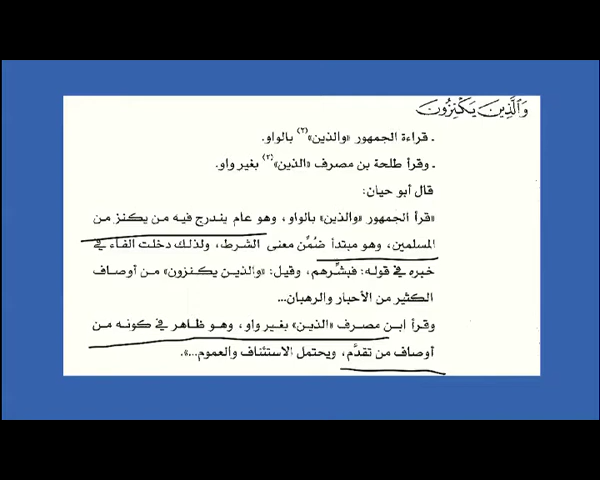 وَالَّذِينَ يَكْنِزُونَ
ـ قراءة الجمهور «والذين»(٢) بالواو.
ـ وقرأ طلحة بن مصرف «الذين»(٢) بغير واو.
قال أبو حيان:
«قرأ الجمهور «والذين» بالواو، وهو عام يندرج فيه من يكنز من
المسلمين، وهو مبتدأ ضُمِّن معنى الشرط، ولذلك دخلت الفاء في
خبره في قوله: فبشِّرهم، وقيل: «والذين يكنزون» من أوصاف
الكثير من الأحبار والرهبان...
وقرأ ابن مصرف «الذين» بغير واو، وهو ظاهر في كونه من
أوصاف من تقدَّم، ويحتمل الاستئناف والعموم...».